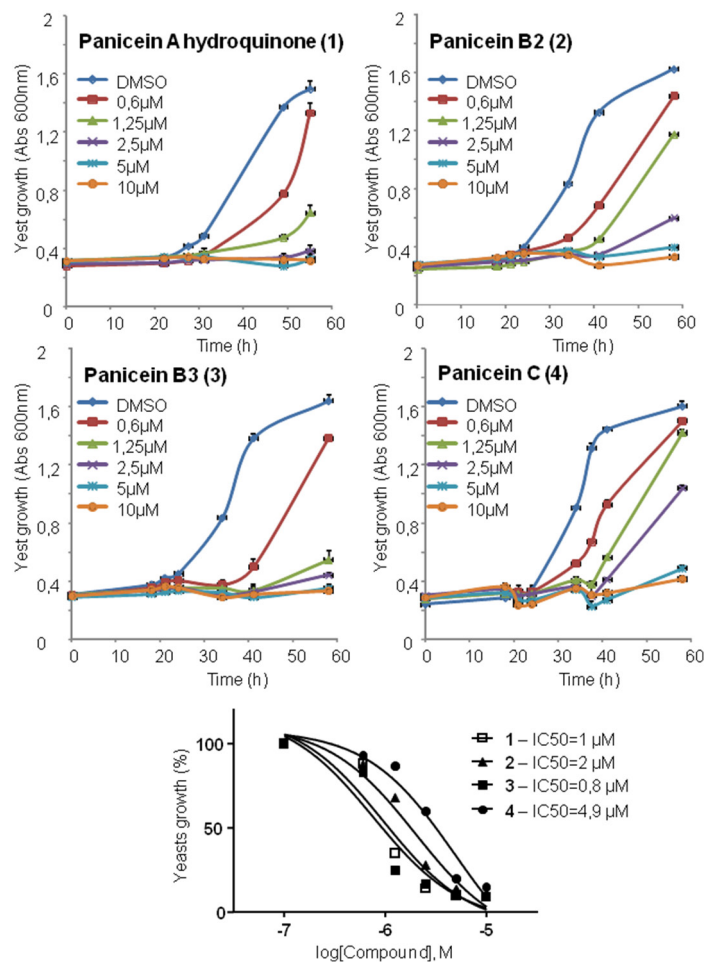 Panicein A hydroquinone (1)
DMSO
0,6µM
1,25µM
2,5µM
5µM
10µM
Yest growth (Abs 600nm)
2
1,6
1,2
0.8
0.4
0
0 10 20 30 40 50 60
Time (h)
Panicein B2 (2)
DMSO
0,6µM
1,25µM
2,5µM
5µM
10µM
Yest growth (Abs 600nm)
2
1,6
1,2
0.8
0.4
0
0 10 20 30 40 50 60
Time (h)
Panicein B3 (3)
DMSO
0,6µM
1,25µM
2,5µM
5µM
10µM
Yest growth (Abs 600nm)
2
1,6
1,2
0,8
0.4
0
0 10 20 30 40 50 60
Time (h)
Panicein C (4)
DMSO
0,6µM
1,25µM
2,5µM
5µM
10µM
Yest growth (Abs 600nm)
2
1,6
1,2
0,8
0.4
0
0 10 20 30 40 50 60
Time (h)
Yeasts growth (%)
100
50
0
-7 -6 -5
log[Compound], M
1 – IC50=1 µM
2 – IC50=2 µM
3 – IC50=0,8 µM
4 – IC50=4,9 µM